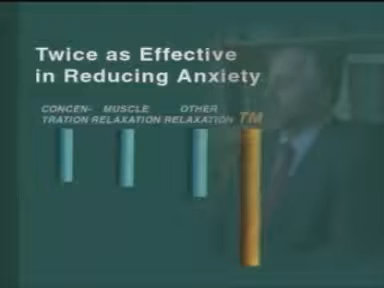 Twice as Effective
in Reducing Anxiety
CONCEN- MUSCLE OTHER
TRATION RELAXATION RELAXATION TM